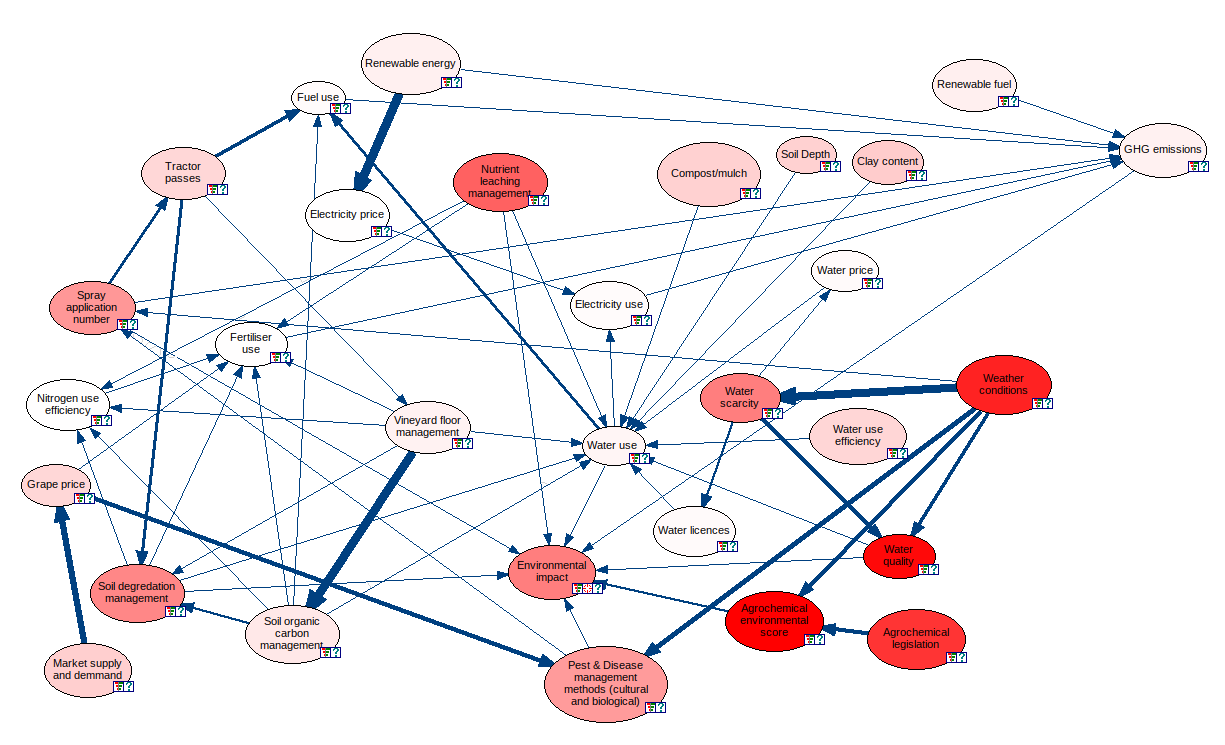 Renewable energy
Renewable fuel
Fuel use
GHG emissions
Tractor
passes
Nutrient
leaching
management
Compost/mulch
Soil Depth
Clay content
Electricity price
Water price
Spray
application
number
Electricity use
Fertiliser
use
Nitrogen use
efficiency
Vineyard floor
management
Water
scarcity
Weather
conditions
Water use
efficiency
Water use
Grape price
Water licences
Water
quality
Soil degredation
management
Environmental
impact
Agrochemical
environmental
score
Agrochemical
legislation
Soil organic
carbon
management
Market supply
and demmand
Pest & Disease
management
methods (cultural
and biological)